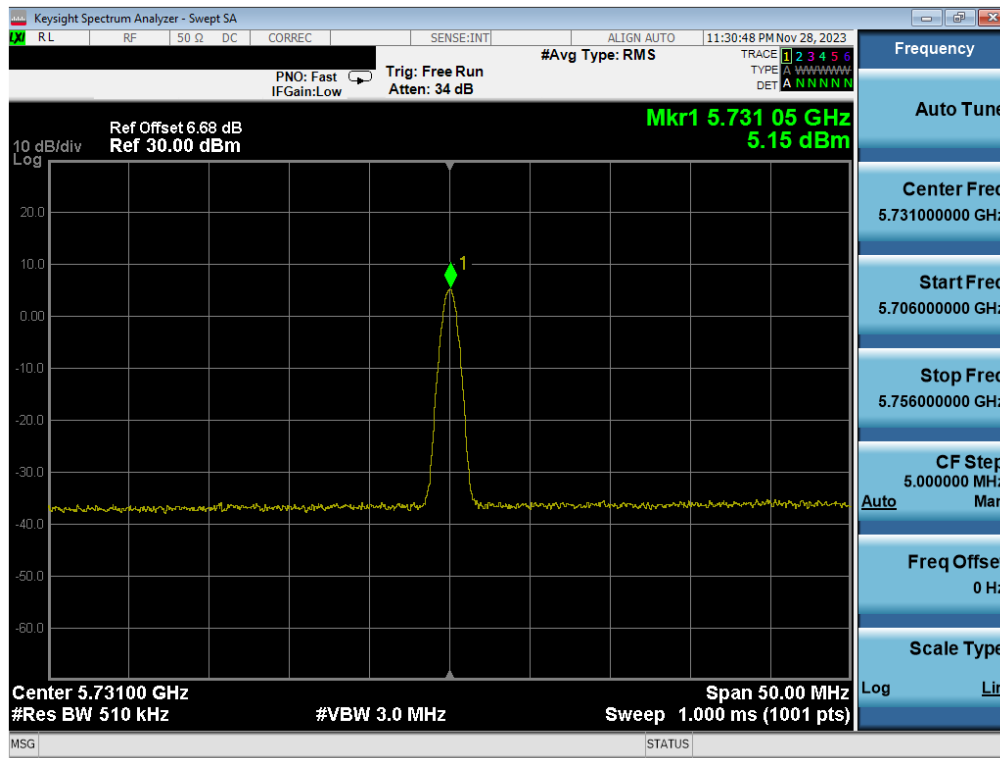 Keysight Spectrum Analyzer - Swept SA
LXI RL RF 50 Ω DC CORREC SENSE:INT ALIGN AUTO 11:30:48 PM Nov 28, 2023
#Avg Type: RMS
TRACE 1 2 3 4 5 6
TYPE A WWWWW
DET A N N N N N
PNO: Fast
IFGain:Low
Trig: Free Run
Atten: 34 dB
Mkr1 5.731 05 GHz
5.15 dBm
Ref Offset 6.68 dB
10 dB/div Ref 30.00 dBm
Log
1
20.0
10.0
0.00
-10.0
-20.0
-30.0
-40.0
-50.0
-60.0
Center 5.73100 GHz Span 50.00 MHz
#Res BW 510 kHz #VBW 3.0 MHz Sweep 1.000 ms (1001 pts)
MSG STATUS
Frequency
Auto Tune
Center Freq
5.731000000 GHz
Start Freq
5.706000000 GHz
Stop Freq
5.756000000 GHz
CF Step
5.000000 MHz
Auto Man
Freq Offset
0 Hz
Scale Type
Log Lin